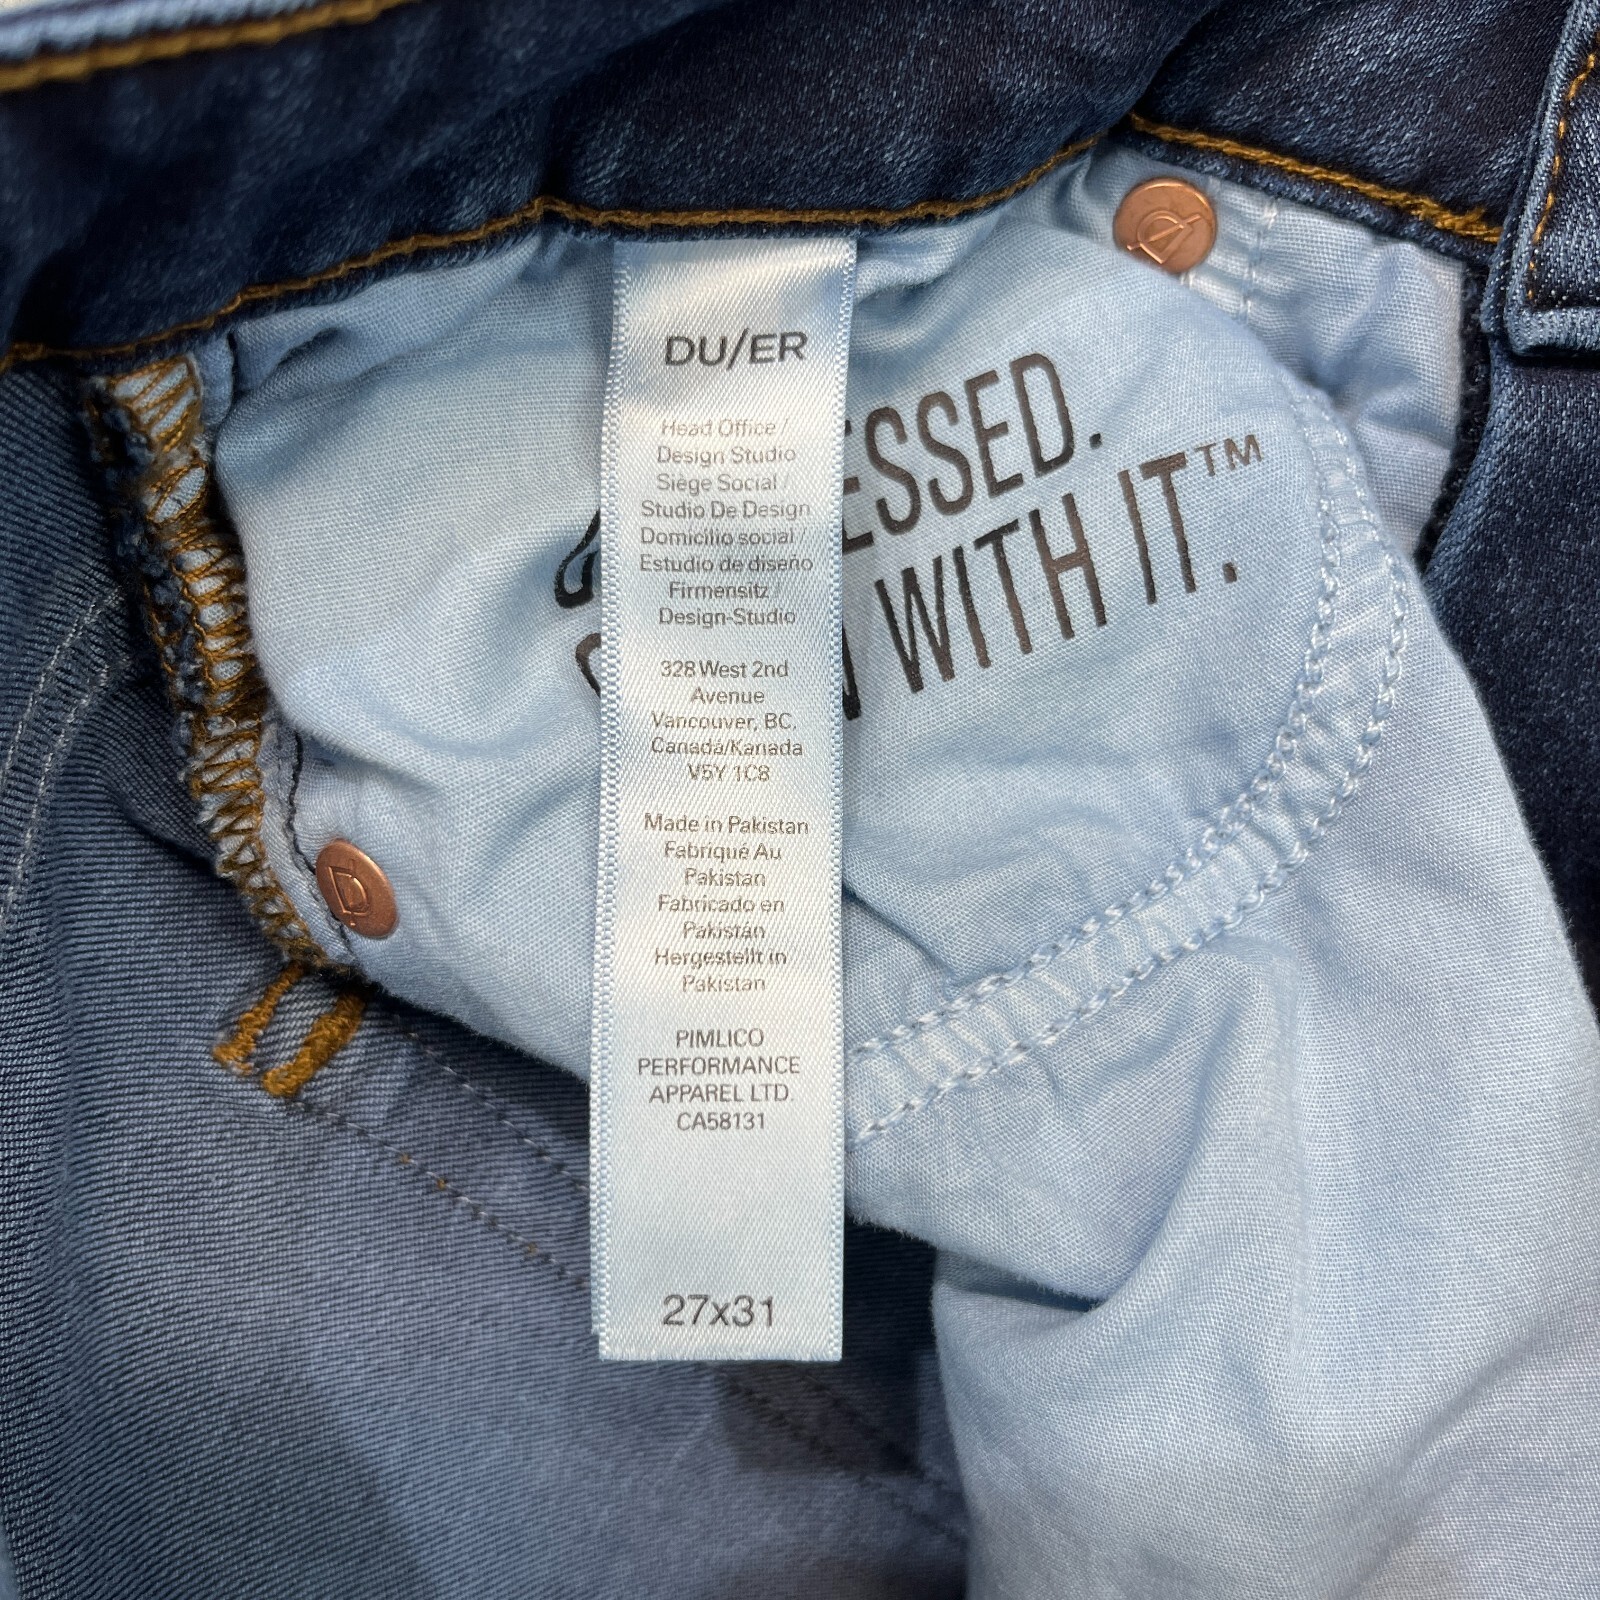 DU/ER
Head Office /
Design Studio
Siège Social /
Studio De Design
Domicilio social /
Estudio de diseño
Firmensitz /
Design-Studio
328 West 2nd
Avenue
Vancouver, BC.
Canada/Kanada
V5Y 1C8
Made in Pakistan
Fabriqué Au
Pakistan
Fabricado en
Pakistan
Hergestellt in
Pakistan
PIMLICO
PERFORMANCE
APPAREL LTD.
CA58131
27x31
ESSED.
WITH IT.™